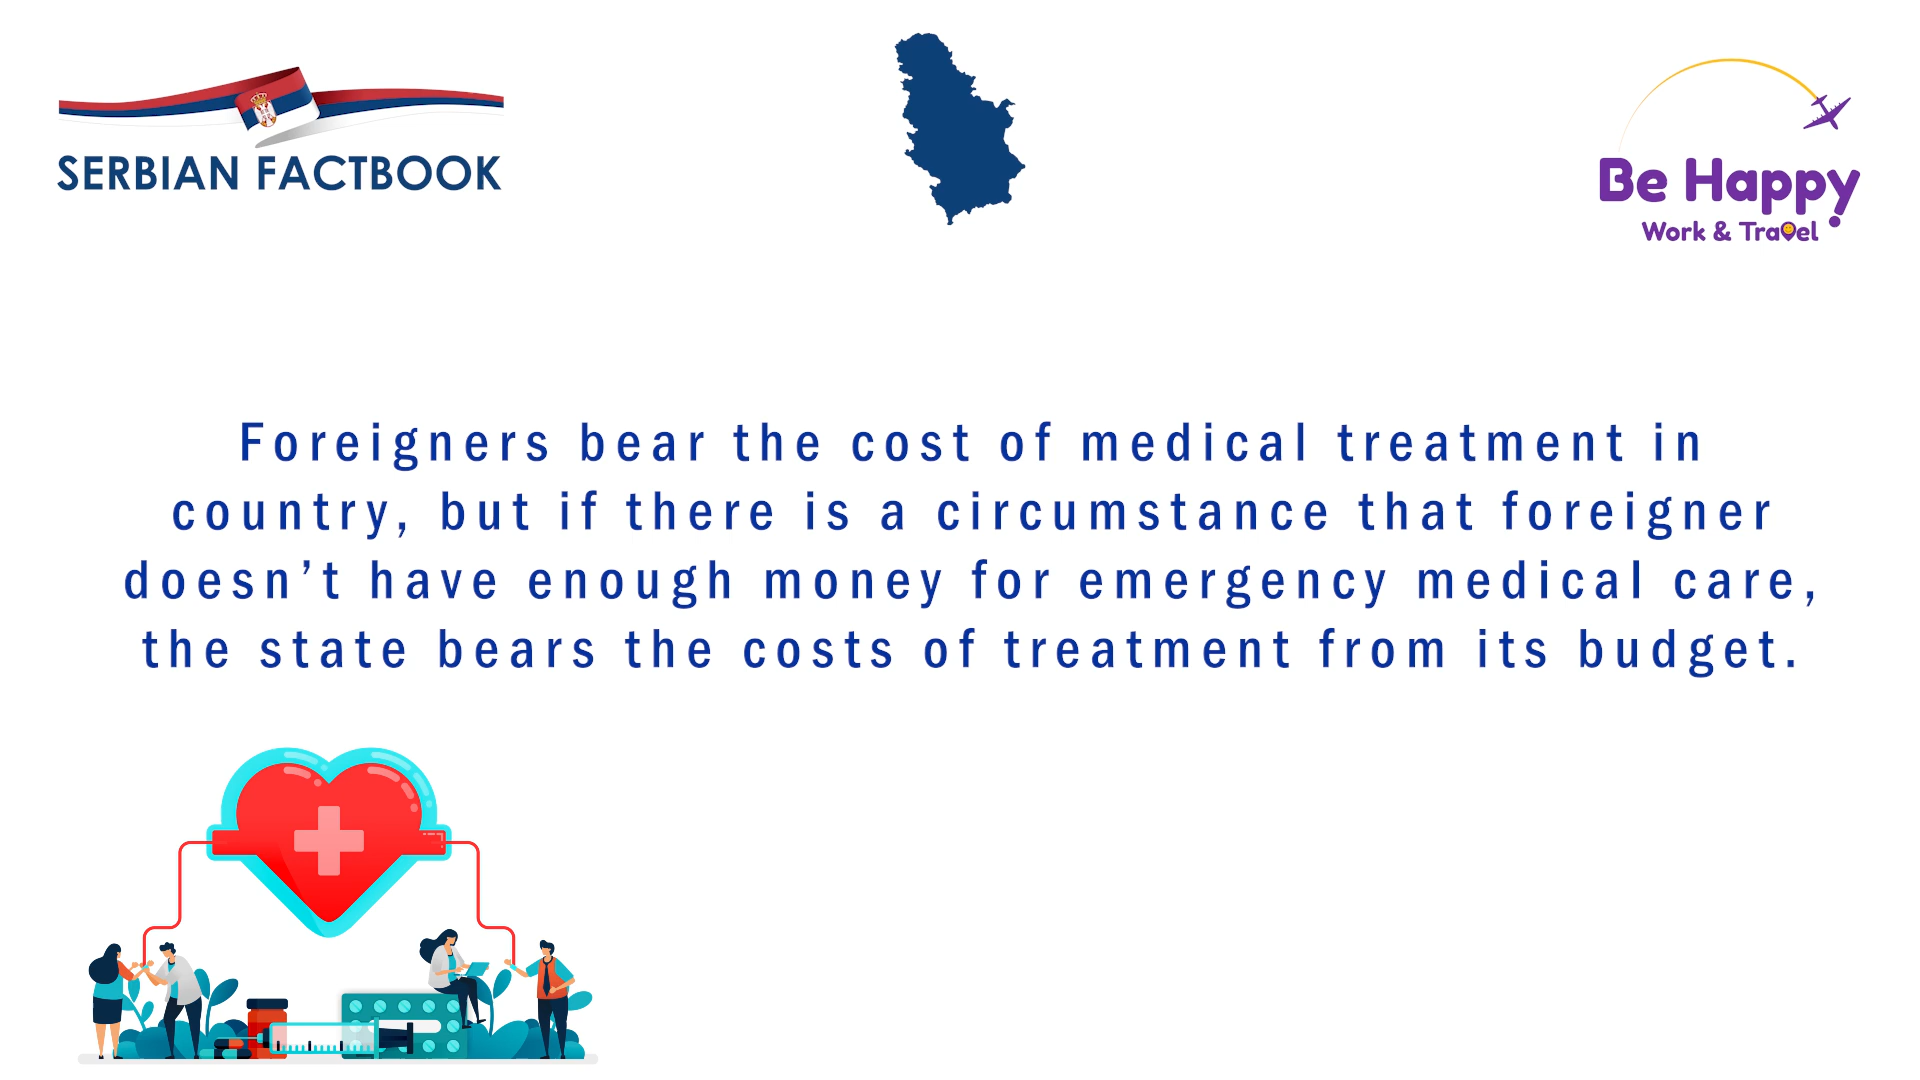 SERBIAN FACTBOOK
Be Happy
Work & Travel
Foreigners bear the cost of medical treatment in
country, but if there is a circumstance that foreigner
doesn’t have enough money for emergency medical care,
the state bears the costs of treatment from its budget.